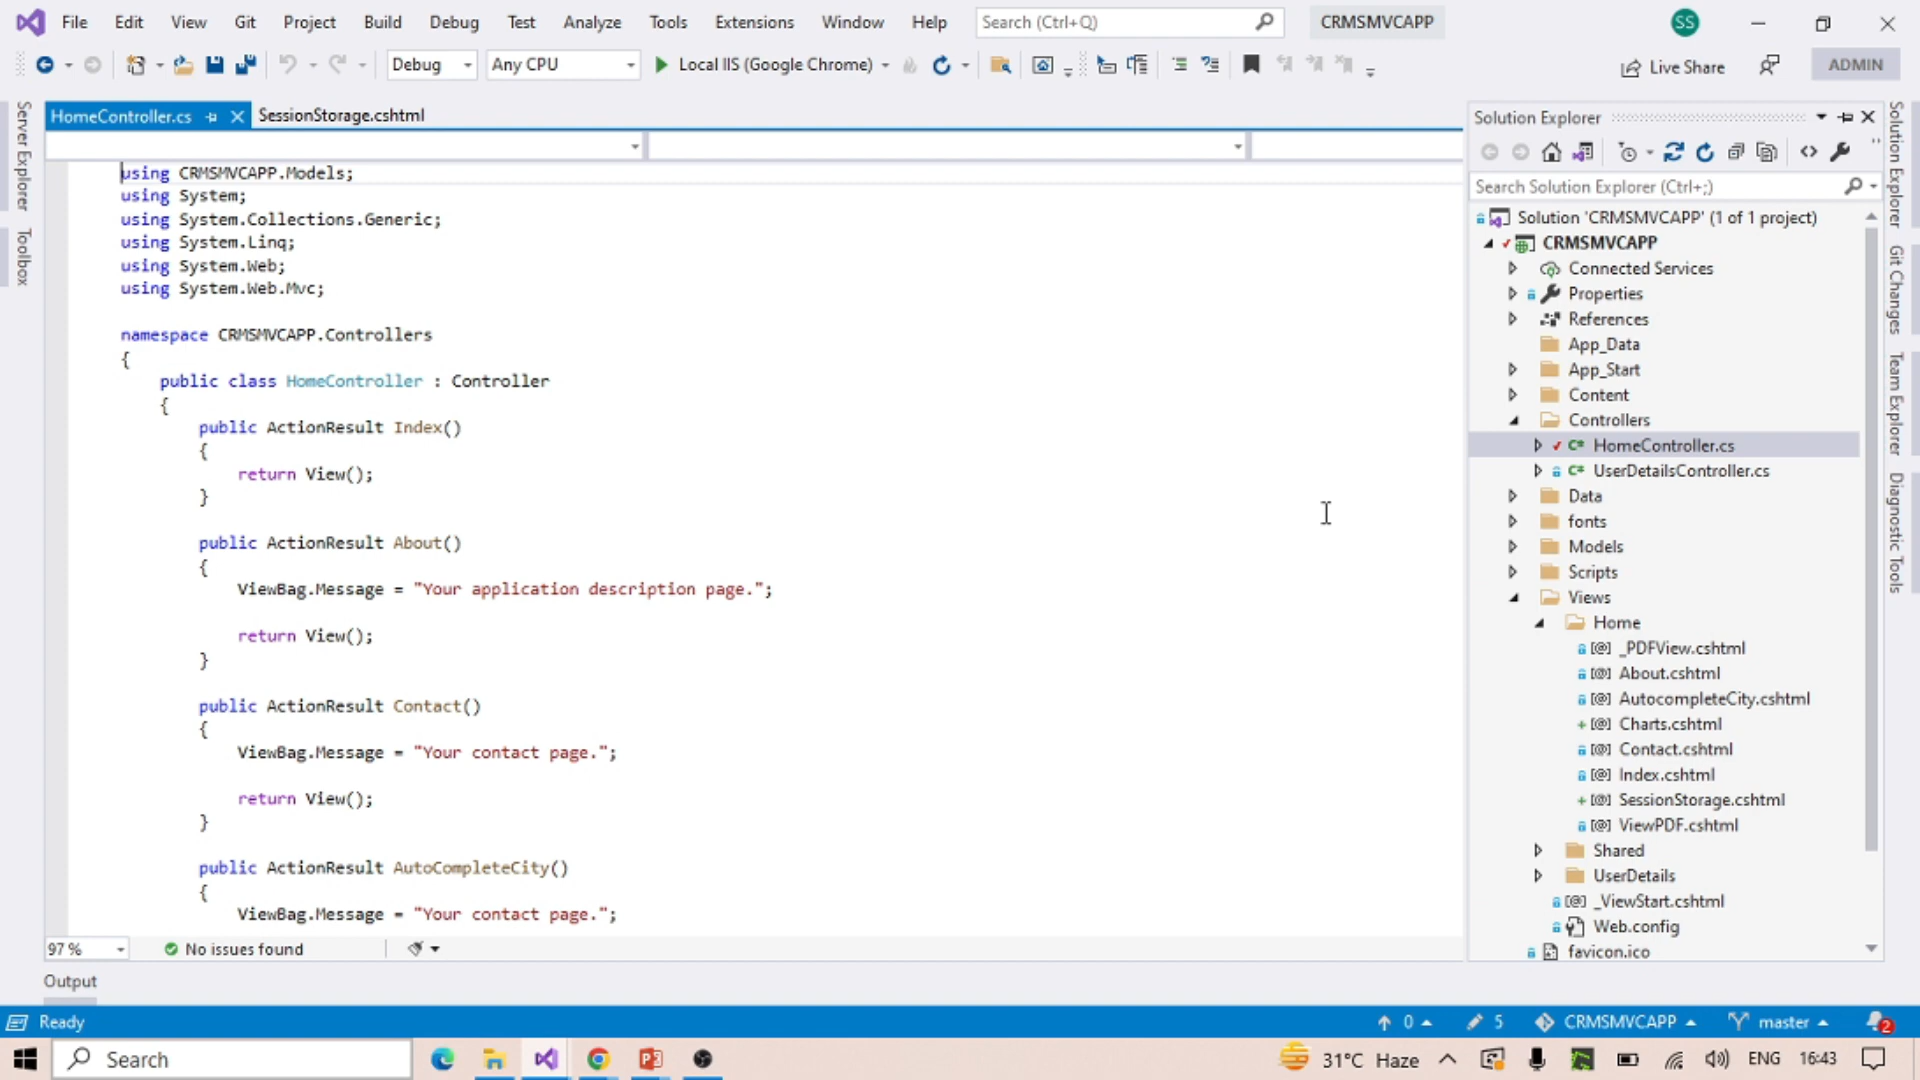 File Edit View Git Project Build Debug Test Analyze Tools Extensions Window Help Search (Ctrl+Q) CRMSMVCAPP SS
Debug Any CPU Local IIS (Google Chrome) Live Share ADMIN
Server Explorer
Toolbox
HomeController.cs SessionStorage.cshtml
using CRMSMVCAPP.Models;
using System;
using System.Collections.Generic;
using System.Linq;
using System.Web;
using System.Web.Mvc;
namespace CRMSMVCAPP.Controllers
{
public class HomeController : Controller
{
public ActionResult Index()
{
return View();
}
public ActionResult About()
{
ViewBag.Message = "Your application description page.";
return View();
}
public ActionResult Contact()
{
ViewBag.Message = "Your contact page.";
return View();
}
public ActionResult AutoCompleteCity()
{
ViewBag.Message = "Your contact page.";
97 % No issues found
Output
Solution Explorer
Search Solution Explorer (Ctrl+;)
Solution 'CRMSMVCAPP' (1 of 1 project)
CRMSMVCAPP
Connected Services
Properties
References
App_Data
App_Start
Content
Controllers
C# HomeController.cs
C# UserDetailsController.cs
Data
fonts
Models
Scripts
Views
Home
[@] _PDFView.cshtml
[@] About.cshtml
[@] AutocompleteCity.cshtml
[@] Charts.cshtml
[@] Contact.cshtml
[@] Index.cshtml
[@] SessionStorage.cshtml
[@] ViewPDF.cshtml
Shared
UserDetails
[@] _ViewStart.cshtml
Web.config
favicon.ico
Solution Explorer
Git Changes
Team Explorer
Diagnostic Tools
Ready 0 5 CRMSMVCAPP master 2
Search 31°C Haze ENG 16:43